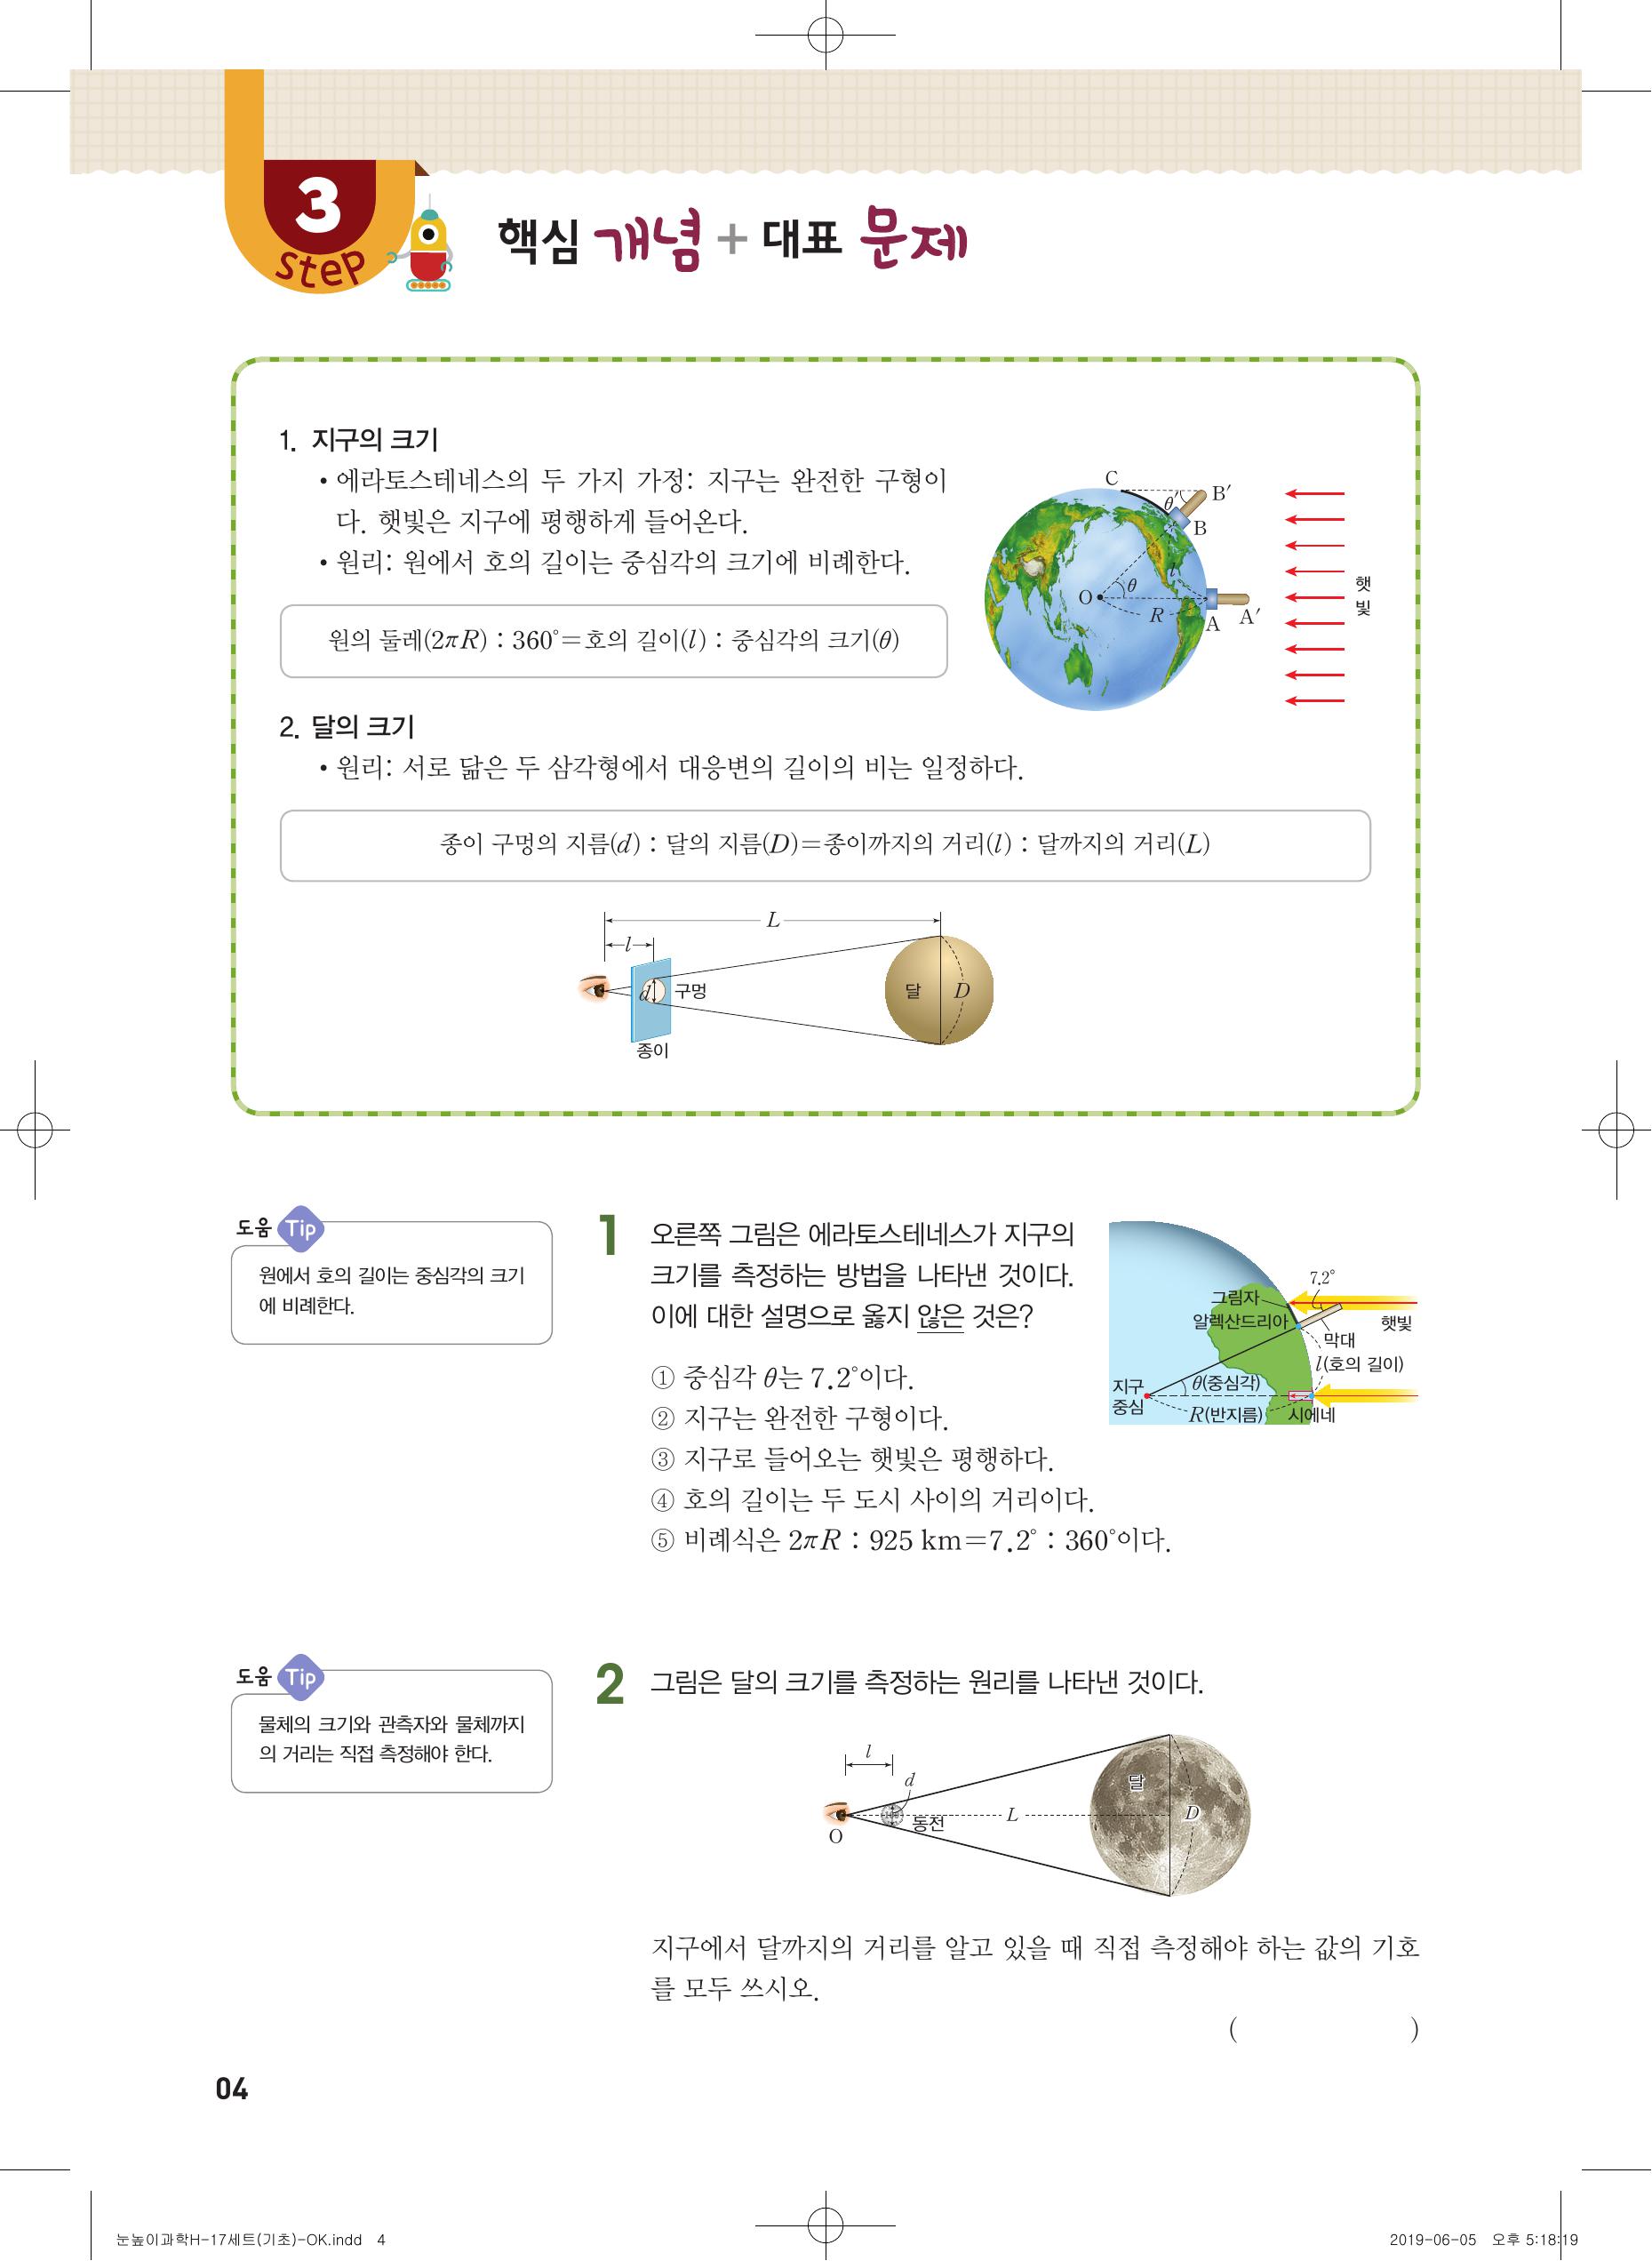 3
step
핵심 개념 + 대표 문제
1. 지구의 크기
• 에라토스테네스의 두 가지 가정: 지구는 완전한 구형이
다. 햇빛은 지구에 평행하게 들어온다.
• 원리: 원에서 호의 길이는 중심각의 크기에 비례한다.
원의 둘레(2πR) : 360°=호의 길이(l) : 중심각의 크기(θ)
C
θ′
B′
B
l
O
θ
R
A
A′
햇
빛
2. 달의 크기
• 원리: 서로 닮은 두 삼각형에서 대응변의 길이의 비는 일정하다.
종이 구멍의 지름(d) : 달의 지름(D)=종이까지의 거리(l) : 달까지의 거리(L)
L
l
d
구멍
달
D
종이
도움 Tip
원에서 호의 길이는 중심각의 크기
에 비례한다.
1
오른쪽 그림은 에라토스테네스가 지구의
크기를 측정하는 방법을 나타낸 것이다.
이에 대한 설명으로 옳지 않은 것은?
7.2°
그림자
알렉산드리아
햇빛
막대
l(호의 길이)
지구
중심
θ(중심각)
R(반지름)
시에네
① 중심각 θ는 7.2°이다.
② 지구는 완전한 구형이다.
③ 지구로 들어오는 햇빛은 평행하다.
④ 호의 길이는 두 도시 사이의 거리이다.
⑤ 비례식은 2πR : 925 km=7.2° : 360°이다.
도움 Tip
물체의 크기와 관측자와 물체까지
의 거리는 직접 측정해야 한다.
2
그림은 달의 크기를 측정하는 원리를 나타낸 것이다.
l
d
달
O
동전
L
D
지구에서 달까지의 거리를 알고 있을 때 직접 측정해야 하는 값의 기호
를 모두 쓰시오.
( )
04
눈높이과학H-17세트(기초)-OK.indd 4
2019-06-05 오후 5:18:19